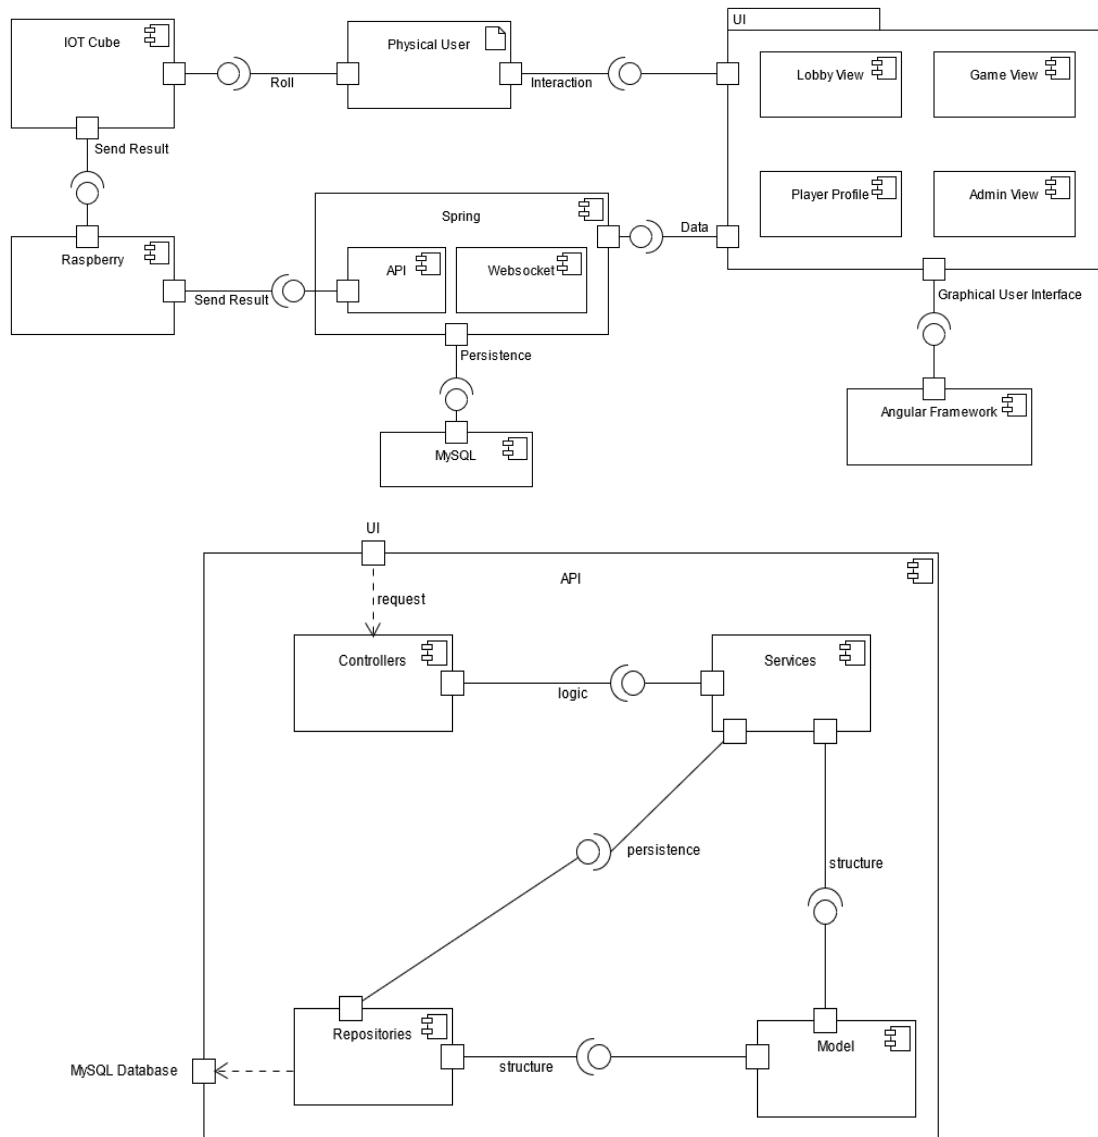 UI
IOT Cube
Physical User
Lobby View
Game View
Roll
Interaction
Send Result
Player Profile
Admin View
Spring
Data
Raspberry
API
Websocket
Send Result
Graphical User Interface
Persistence
Angular Framework
MySQL
UI
API
request
Controllers
Services
logic
persistence
structure
Repositories
Model
MySQL Database
structure